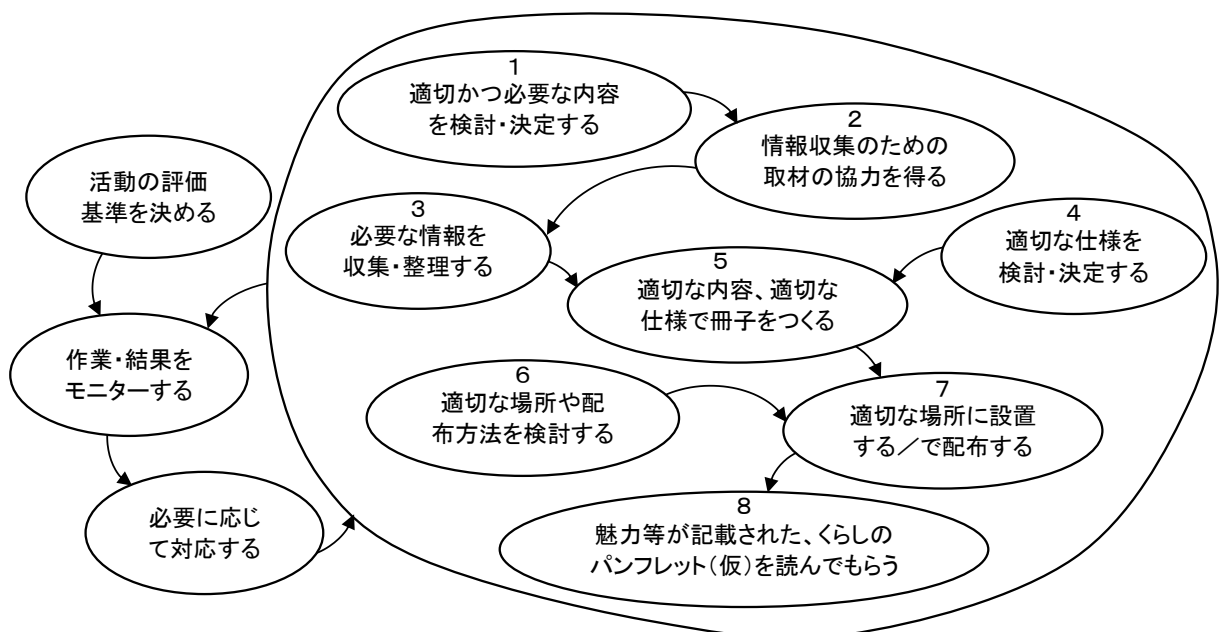 1
適切かつ必要な内容
を検討・決定する
2
情報収集のための
取材の協力を得る
活動の評価
基準を決める
3
必要な情報を
収集・整理する
4
適切な仕様を
検討・決定する
5
適切な内容、適切な
仕様で冊子をつくる
作業・結果を
モニターする
6
適切な場所や配
布方法を検討する
7
適切な場所に設置
する／で配布する
必要に応じ
て対応する
8
魅力等が記載された、くらしの
パンフレット（仮）を読んでもらう